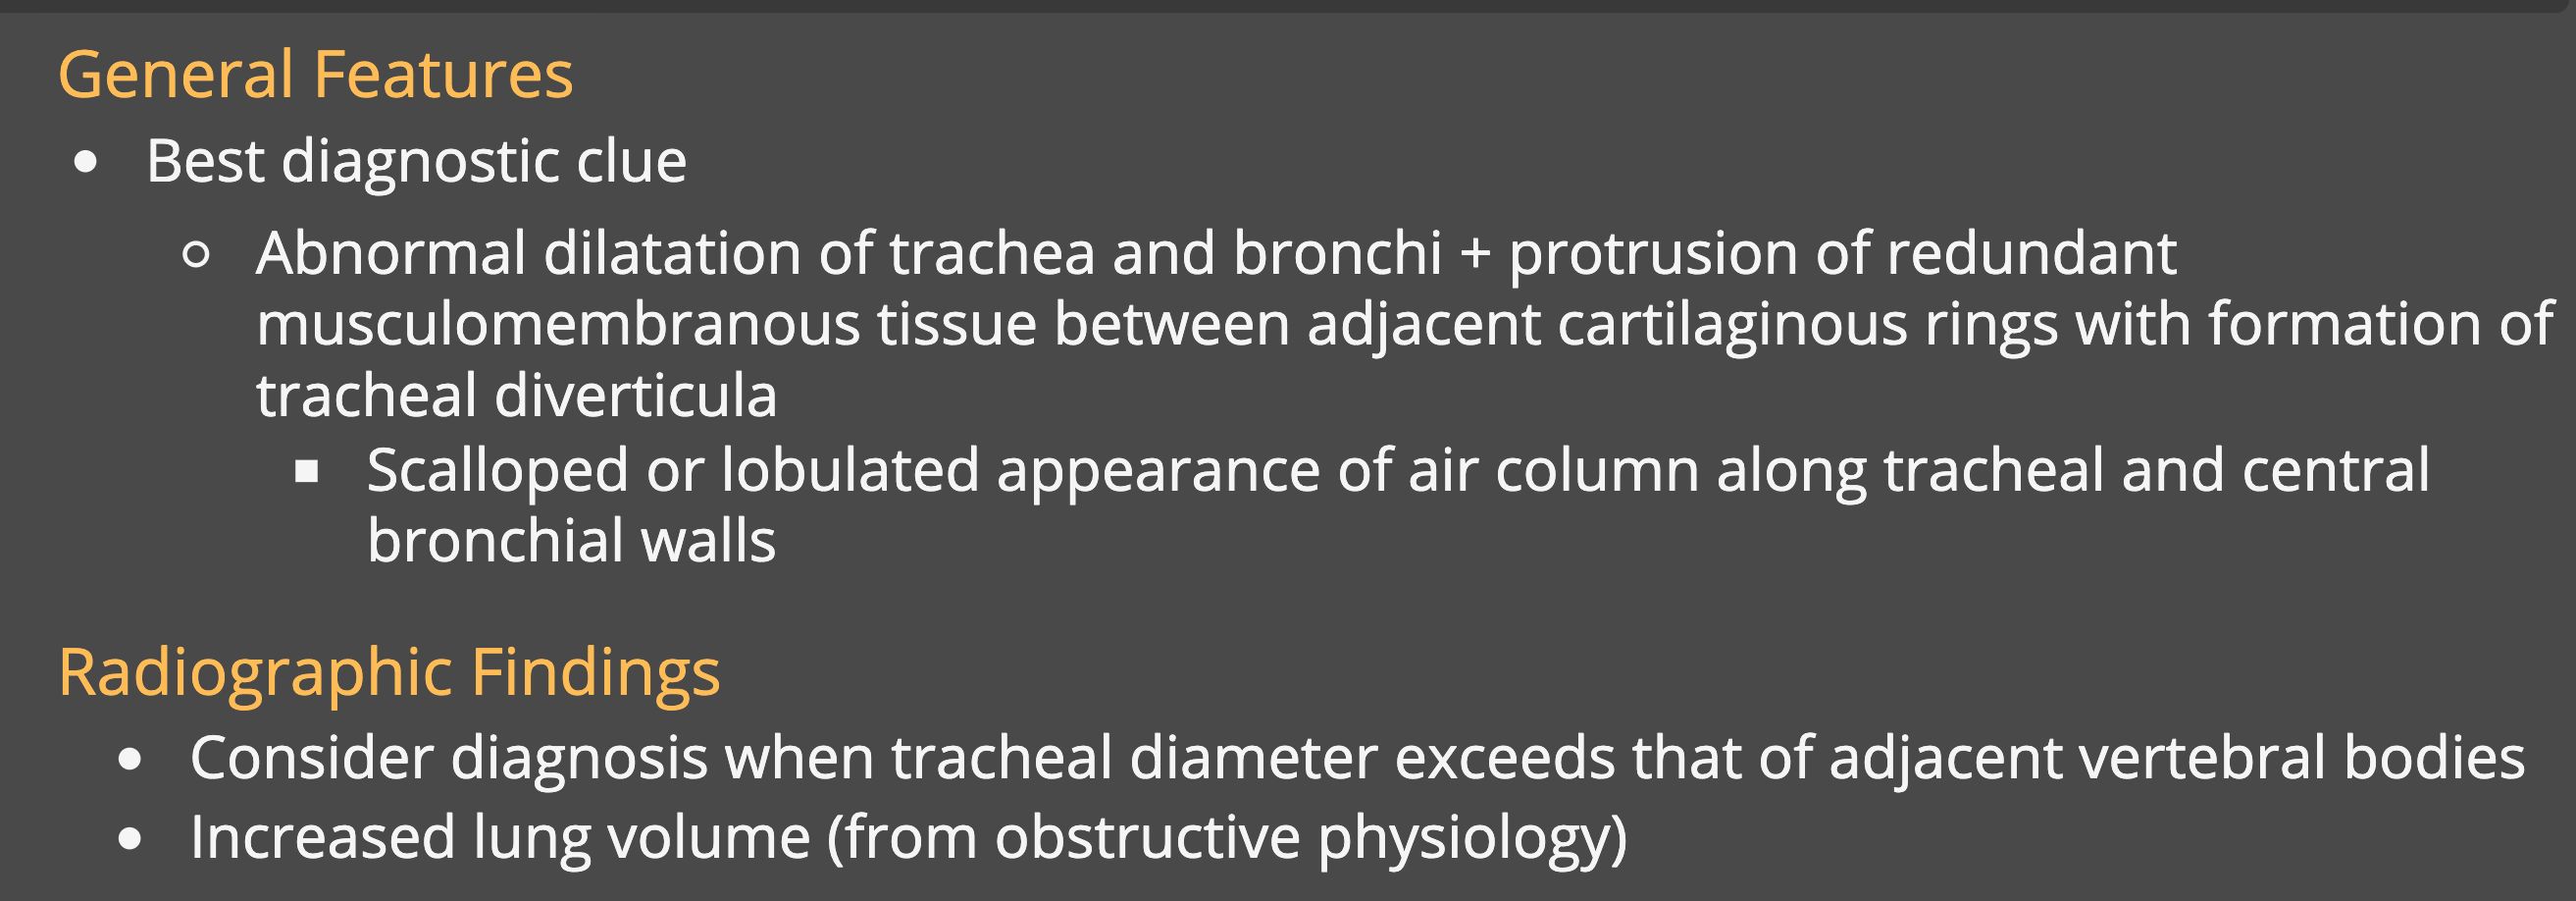 General Features
● Best diagnostic clue
○ Abnormal dilatation of trachea and bronchi + protrusion of redundant
musculomembranous tissue between adjacent cartilaginous rings with formation of
tracheal diverticula
■ Scalloped or lobulated appearance of air column along tracheal and central
bronchial walls
Radiographic Findings
● Consider diagnosis when tracheal diameter exceeds that of adjacent vertebral bodies
● Increased lung volume (from obstructive physiology)